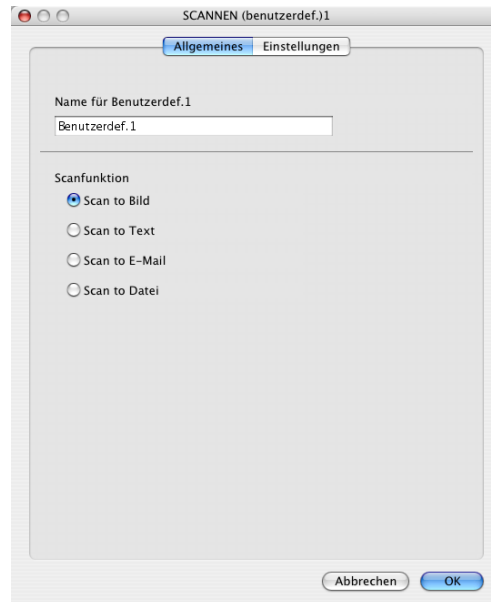 SCANNEN (benutzerdef.)1
Allgemeines Einstellungen
Name für Benutzerdef.1
Benutzerdef.1
Scanfunktion
Scan to Bild
Scan to Text
Scan to E-Mail
Scan to Datei
Abbrechen OK